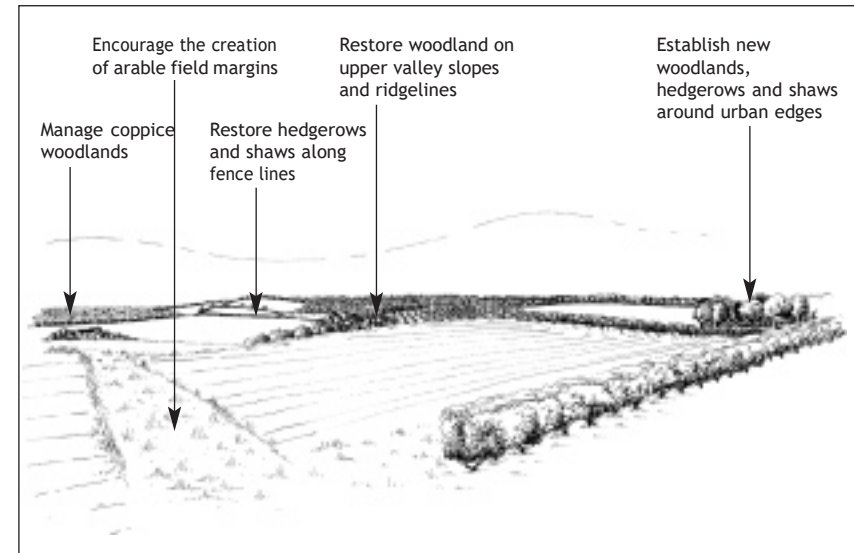 Encourage the creation
of arable field margins
Restore woodland on
upper valley slopes
and ridgelines
Establish new
woodlands,
hedgerows and shaws
around urban edges
Manage coppice
woodlands
Restore hedgerows
and shaws along
fence lines